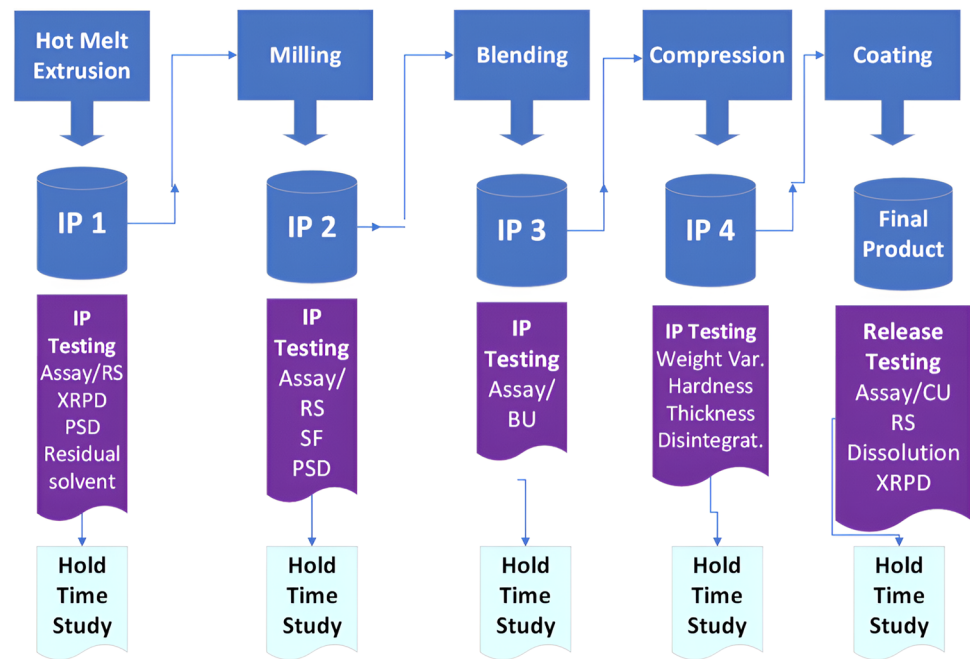 Hot Melt
Extrusion
Milling
Blending
Compression
Coating
IP 1
IP 2
IP 3
IP 4
Final
Product
IP
Testing
Assay/RS
XRPD
PSD
Residual
solvent
IP
Testing
Assay/
RS
SF
PSD
IP
Testing
Assay/
BU
IP Testing
Weight Var.
Hardness
Thickness
Disintegrat.
Release
Testing
Assay/CU
RS
Dissolution
XRPD
Hold
Time
Study
Hold
Time
Study
Hold
Time
Study
Hold
Time
Study
Hold
Time
Study